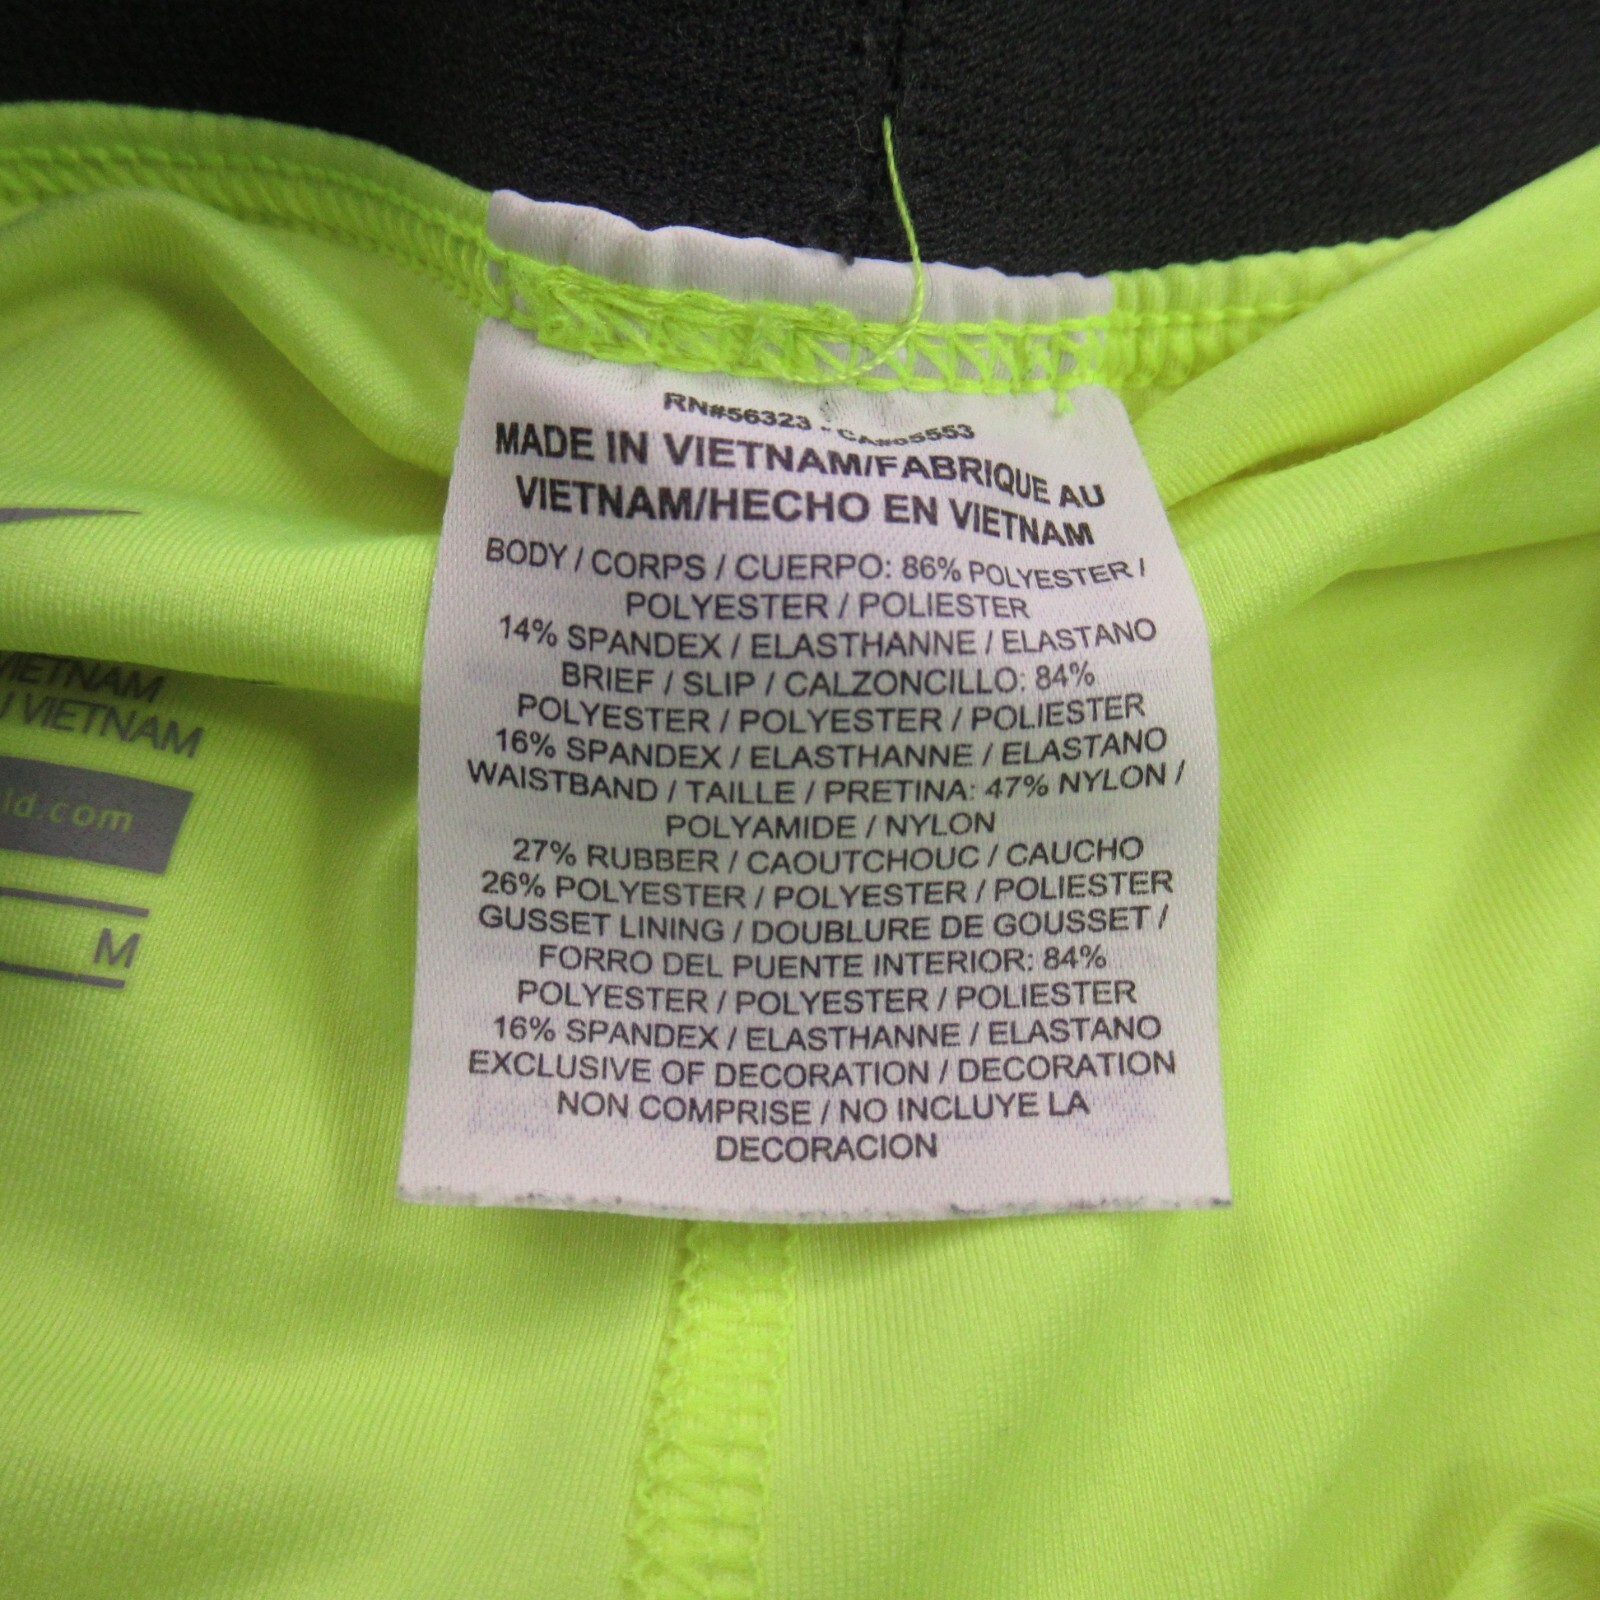 RN#56323 - CA#05553
MADE IN VIETNAM/FABRIQUE AU
VIETNAM/HECHO EN VIETNAM
BODY / CORPS / CUERPO: 86% POLYESTER /
POLYESTER / POLIESTER
14% SPANDEX / ELASTHANNE / ELASTANO
BRIEF / SLIP / CALZONCILLO: 84%
POLYESTER / POLYESTER / POLIESTER
16% SPANDEX / ELASTHANNE / ELASTANO
WAISTBAND / TAILLE / PRETINA: 47% NYLON /
POLYAMIDE / NYLON
27% RUBBER / CAOUTCHOUC / CAUCHO
26% POLYESTER / POLYESTER / POLIESTER
GUSSET LINING / DOUBLURE DE GOUSSET /
FORRO DEL PUENTE INTERIOR: 84%
POLYESTER / POLYESTER / POLIESTER
16% SPANDEX / ELASTHANNE / ELASTANO
EXCLUSIVE OF DECORATION / DECORATION
NON COMPRISE / NO INCLUYE LA
DECORACION
VIETNAM
U VIETNAM
ld.com
M